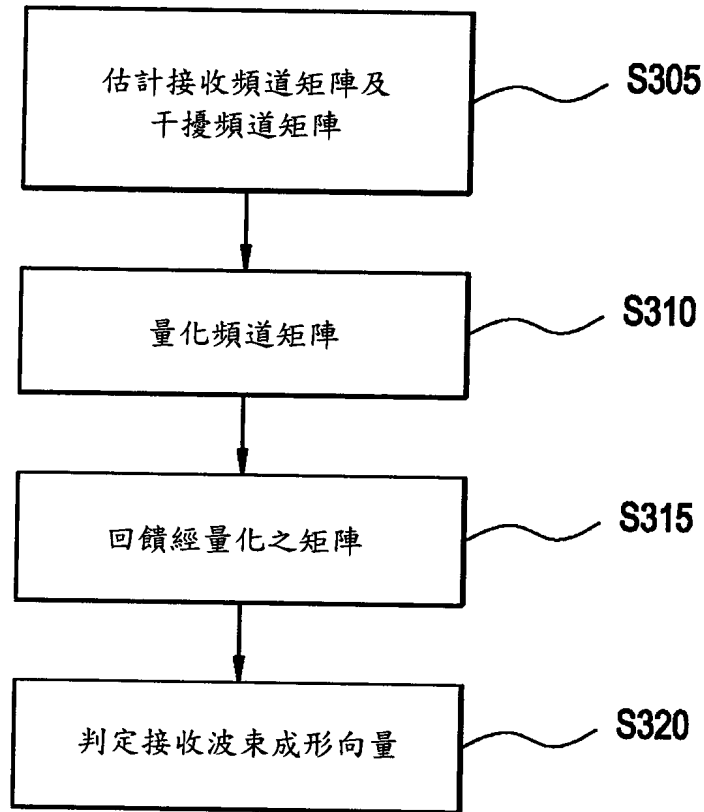 估計接收頻道矩陣及
干擾頻道矩陣
S305
量化頻道矩陣
S310
回饋經量化之矩陣
S315
判定接收波束成形向量
S320